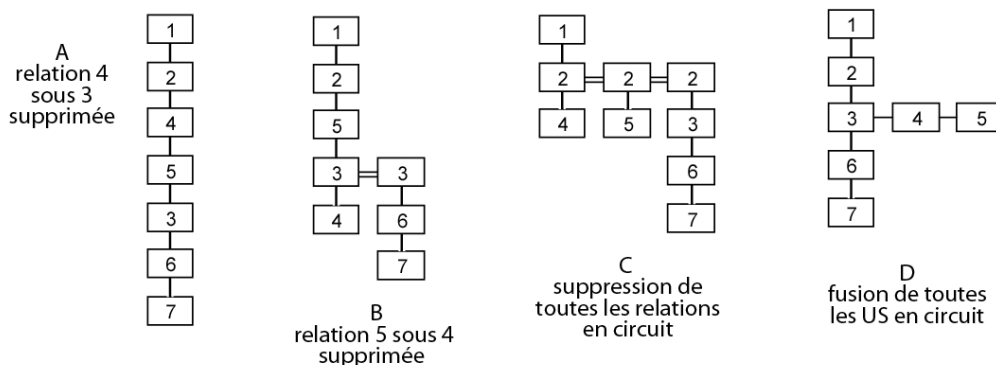 A
relation 4
sous 3
supprimée
1
2
4
5
3
6
7
1
2
5
3 3
4 6
7
B
relation 5 sous 4
supprimée
1
2 2 2
4 5 3
6
7
C
suppression de
toutes les relations
en circuit
1
2
3 4 5
6
7
D
fusion de toutes
les US en circuit